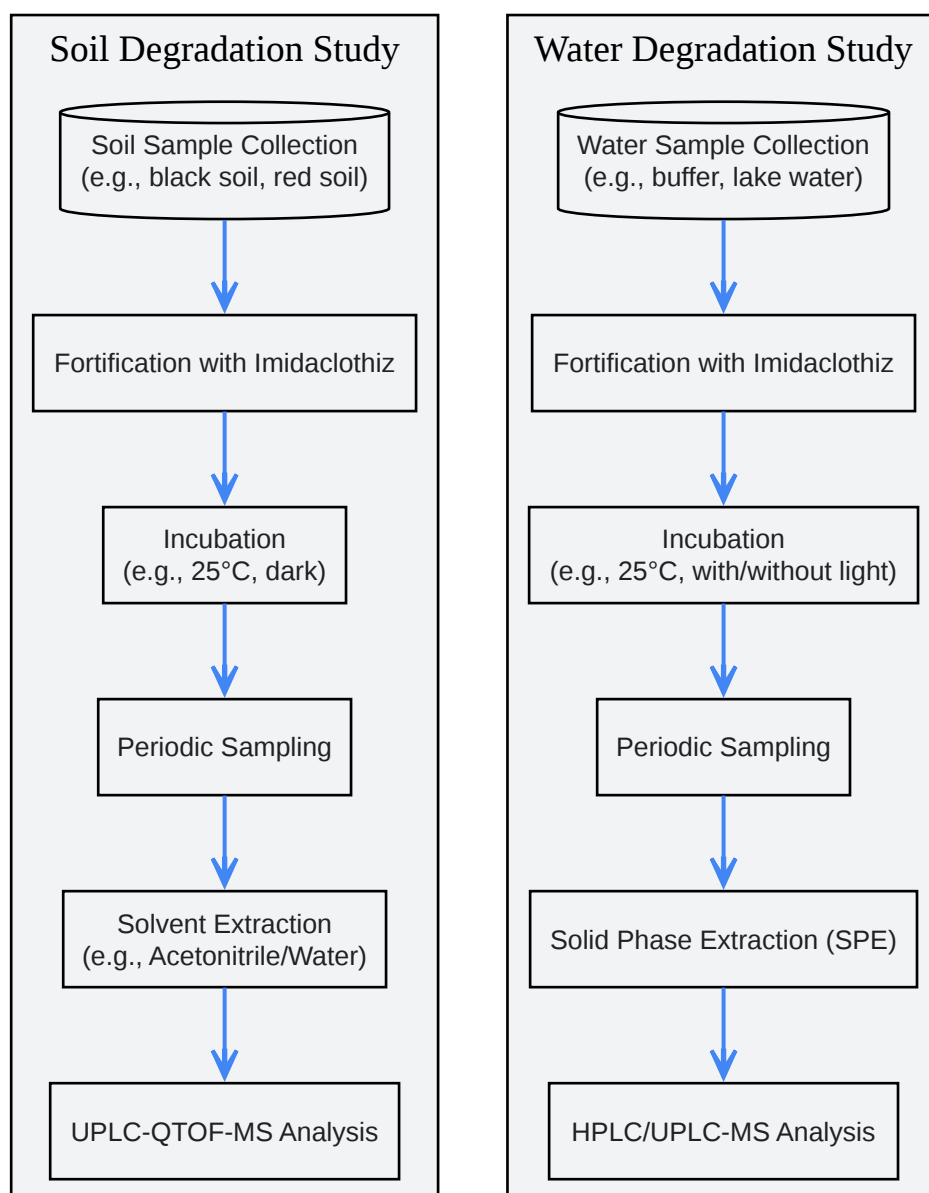 Soil Degradation Study
Soil Sample Collection
(e.g., black soil, red soil)
Fortification with Imidaclothiz
Incubation
(e.g., 25°C, dark)
Periodic Sampling
Solvent Extraction
(e.g., Acetonitrile/Water)
UPLC-QTOF-MS Analysis
Water Degradation Study
Water Sample Collection
(e.g., buffer, lake water)
Fortification with Imidaclothiz
Incubation
(e.g., 25°C, with/without light)
Periodic Sampling
Solid Phase Extraction (SPE)
HPLC/UPLC-MS Analysis